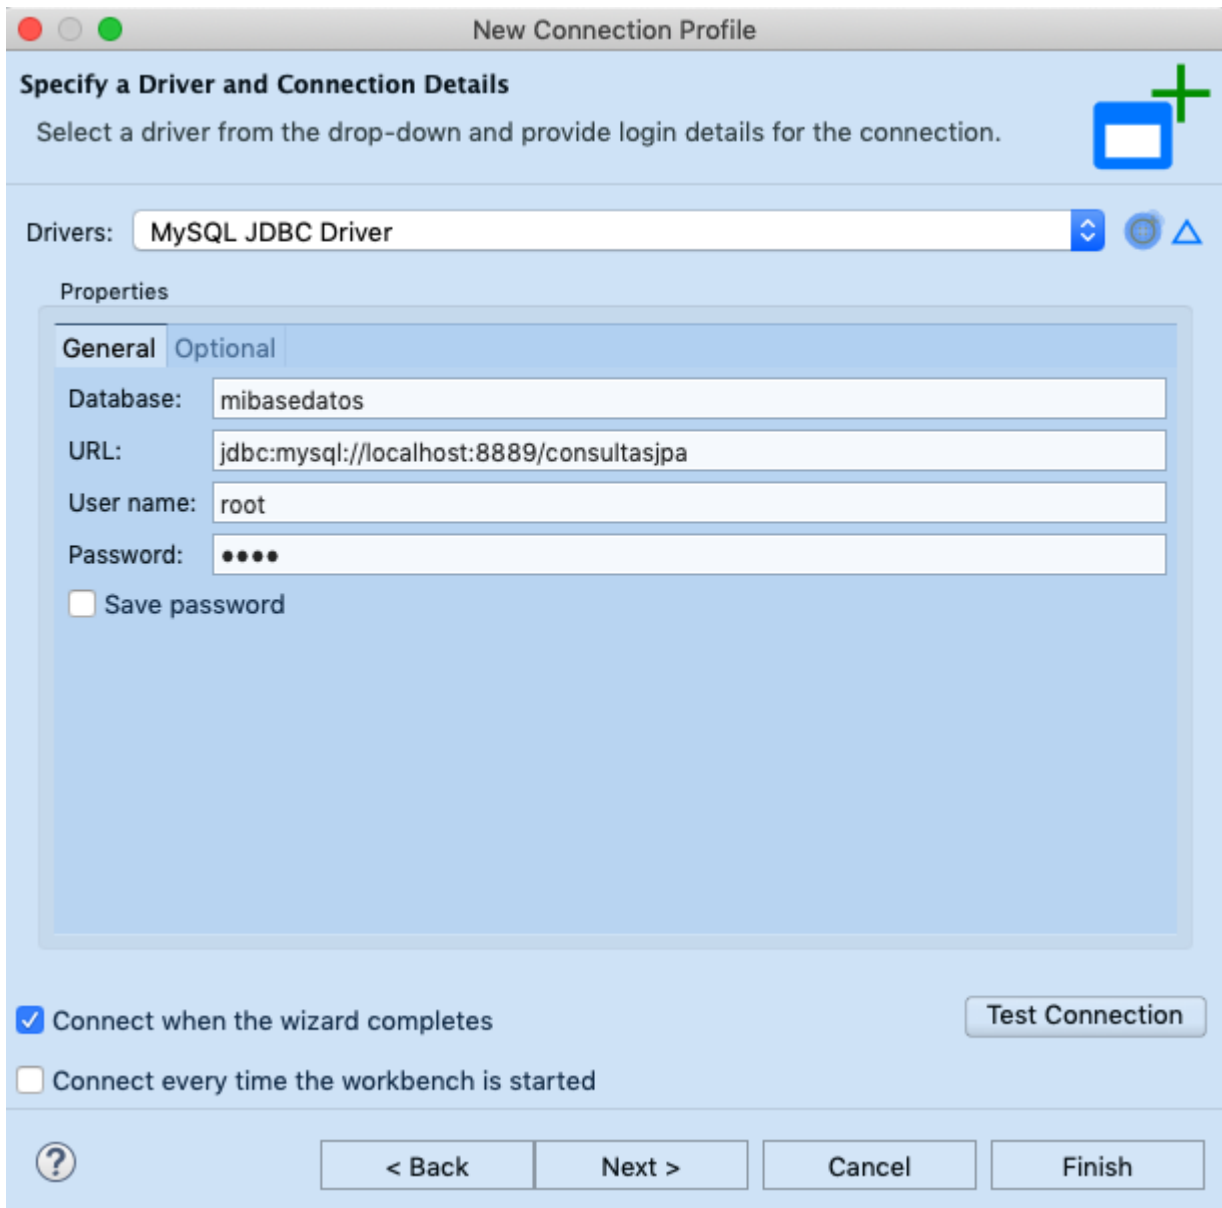 New Connection Profile
Specify a Driver and Connection Details
Select a driver from the drop-down and provide login details for the connection.
Drivers: MySQL JDBC Driver
Properties
General Optional
Database: mibasedatos
URL: jdbc:mysql://localhost:8889/consultasjpa
User name: root
Password: ••••
Save password
Connect when the wizard completes
Test Connection
Connect every time the workbench is started
? < Back Next > Cancel Finish